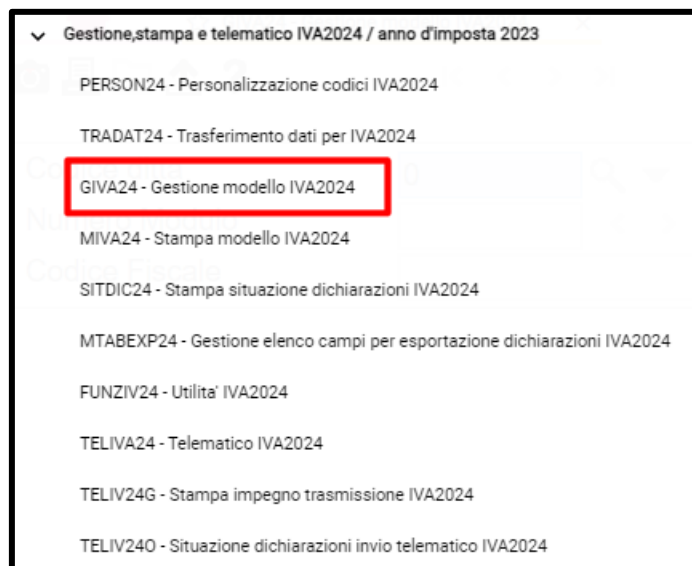 Gestione,stampa e telematico IVA2024 / anno d'imposta 2023
PERSON24 - Personalizzazione codici IVA2024
TRADAT24 - Trasferimento dati per IVA2024
GIVA24 - Gestione modello IVA2024
MIVA24 - Stampa modello IVA2024
Codice Fiscale
SITDIC24 - Stampa situazione dichiarazioni IVA2024
MTABEXP24 - Gestione elenco campi per esportazione dichiarazioni IVA2024
FUNZIV24 - Utilita' IVA2024
TELIVA24 - Telematico IVA2024
TELIV24G - Stampa impegno trasmissione IVA2024
TELIV24O - Situazione dichiarazioni invio telematico IVA2024